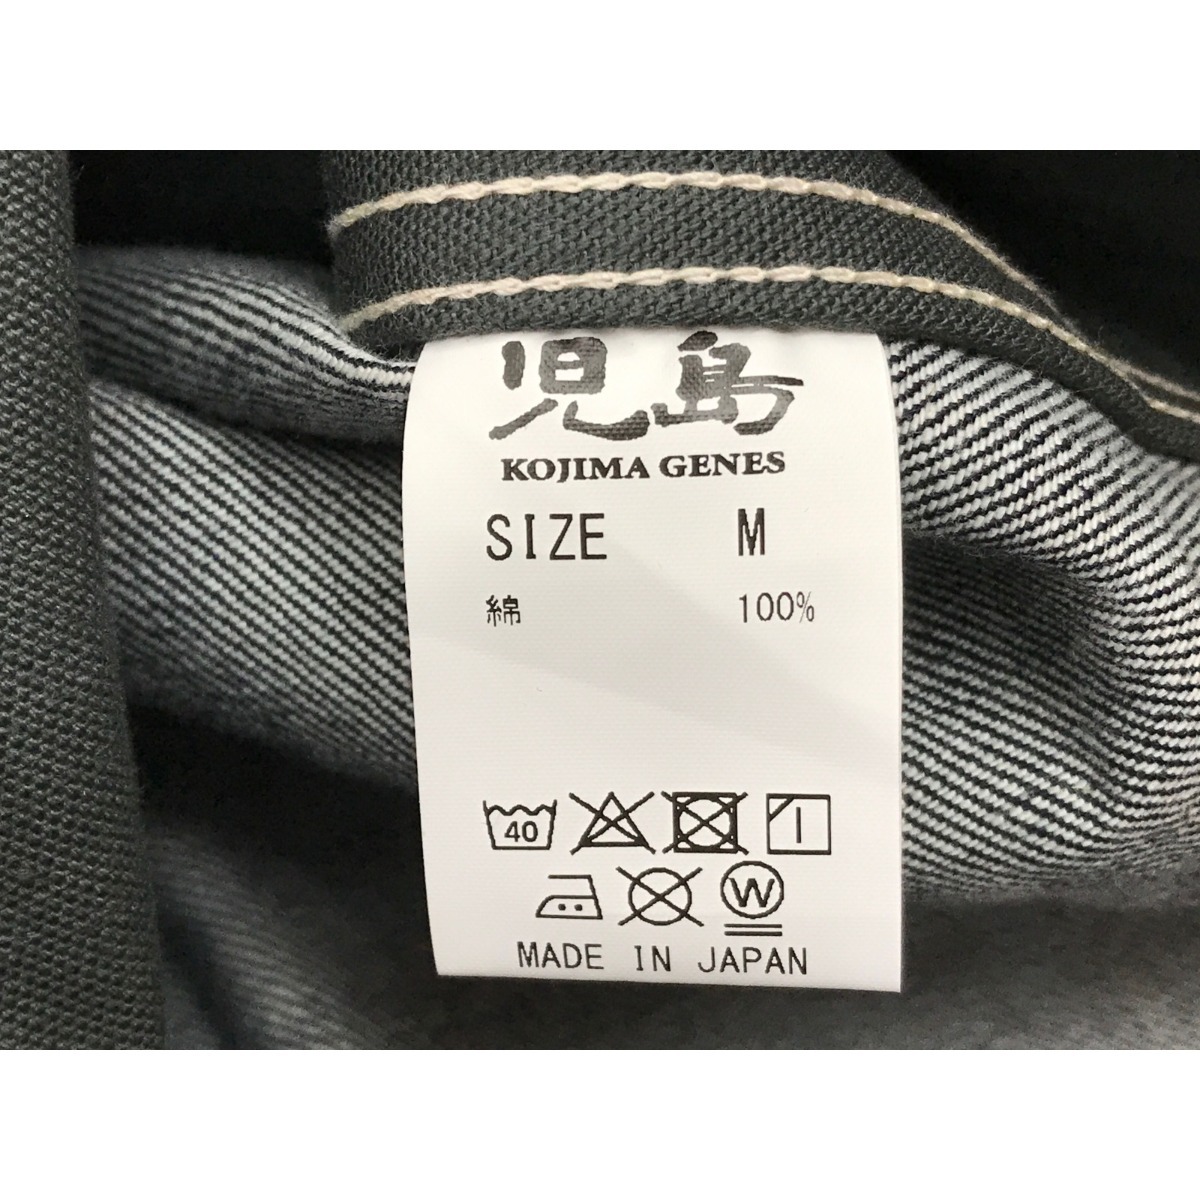 児島
KOJIMA GENES
SIZE M
綿 100%
40
W
MADE IN JAPAN